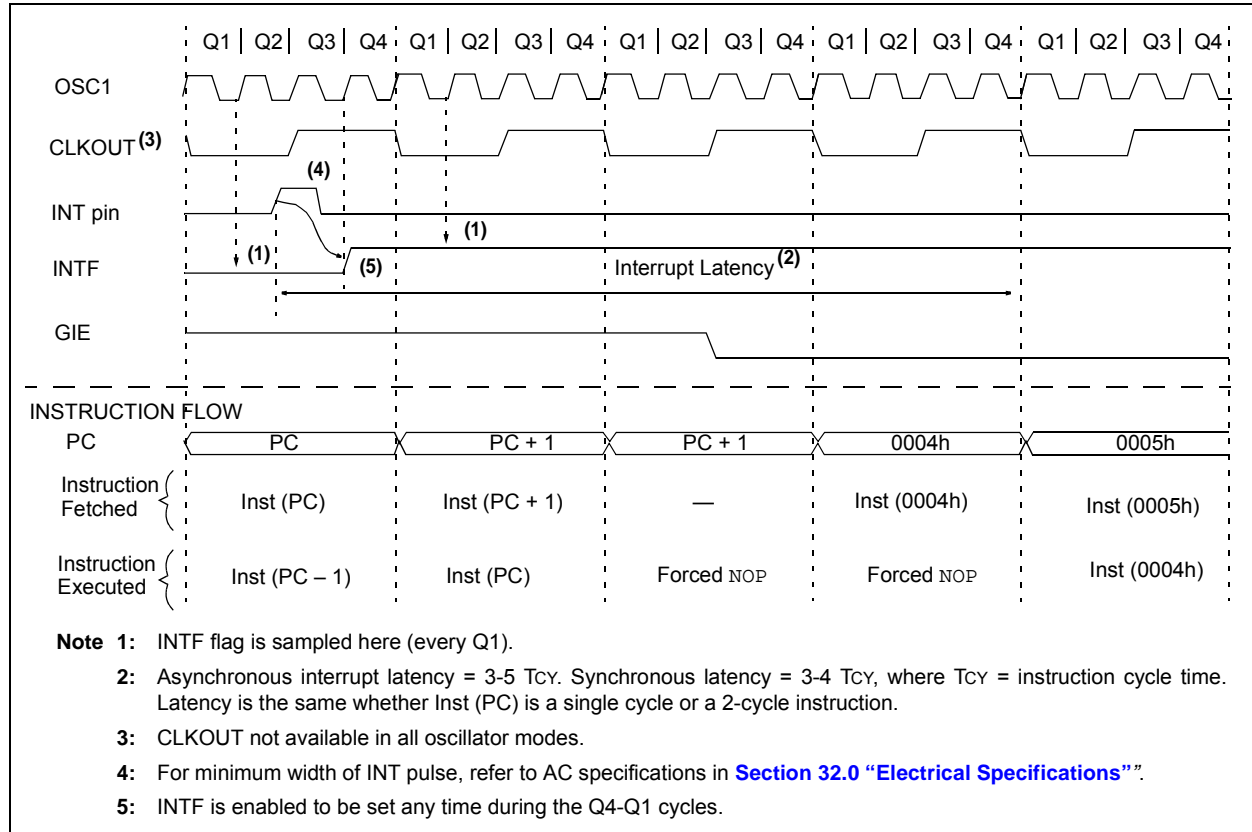 Q1 Q2 Q3 Q4 Q1 Q2 Q3 Q4 Q1 Q2 Q3 Q4 Q1 Q2 Q3 Q4 Q1 Q2 Q3 Q4
OSC1
CLKOUT(3)
(4)
INT pin
(1)
(1)
INTF
(5)
Interrupt Latency(2)
GIE
INSTRUCTION FLOW
PC PC PC + 1 PC + 1 0004h 0005h
Instruction
Fetched
Inst (PC) Inst (PC + 1) — Inst (0004h) Inst (0005h)
Instruction
Executed
Inst (PC – 1) Inst (PC) Forced NOP Forced NOP Inst (0004h)
Note 1: INTF flag is sampled here (every Q1).
2: Asynchronous interrupt latency = 3-5 TCY. Synchronous latency = 3-4 TCY, where TCY = instruction cycle time.
Latency is the same whether Inst (PC) is a single cycle or a 2-cycle instruction.
3: CLKOUT not available in all oscillator modes.
4: For minimum width of INT pulse, refer to AC specifications in Section 32.0 “Electrical Specifications””.
5: INTF is enabled to be set any time during the Q4-Q1 cycles.